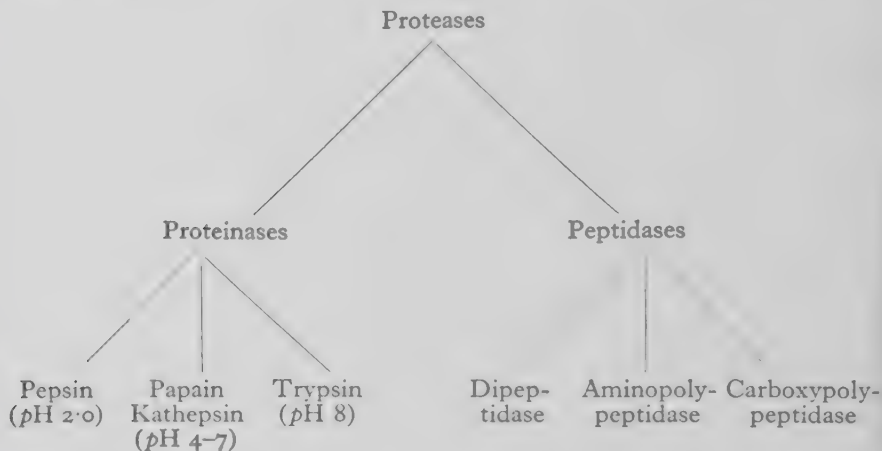 Proteases
Proteinases
Peptidases
Pepsin
(pH 2·0)
Papain
Kathepsin
(pH 4–7)
Trypsin
(pH 8)
Dipep-
tidase
Aminopoly-
peptidase
Carboxypoly-
peptidase